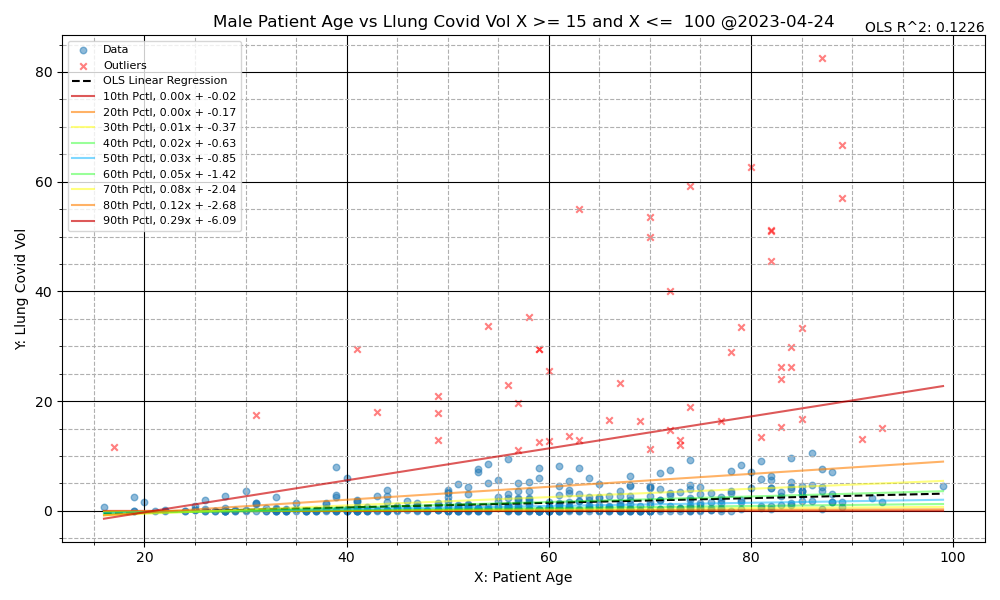 Male Patient Age vs Llung Covid Vol X >= 15 and X <=  100 @2023-04-24
OLS R^2: 0.1226
Data
Outliers
OLS Linear Regression
10th Pctl, 0.00x + -0.02
20th Pctl, 0.00x + -0.17
30th Pctl, 0.01x + -0.37
40th Pctl, 0.02x + -0.63
50th Pctl, 0.03x + -0.85
60th Pctl, 0.05x + -1.42
70th Pctl, 0.08x + -2.04
80th Pctl, 0.12x + -2.68
90th Pctl, 0.29x + -6.09
Y: Llung Covid Vol
80
60
40
20
0
20 40 60 80 100
X: Patient Age